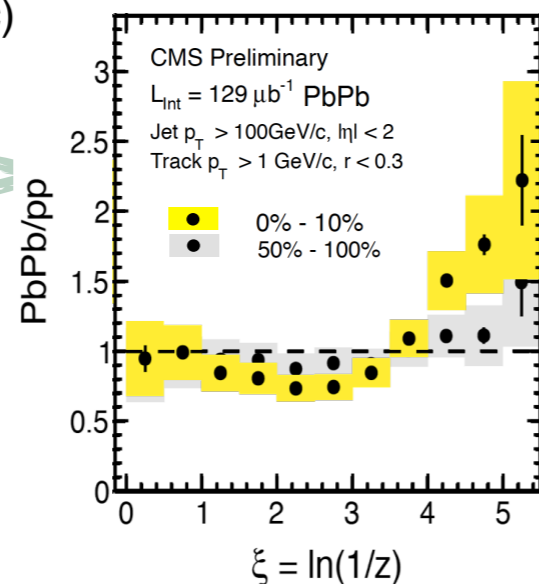 CMS Preliminary
L_Int = 129 μb⁻¹ PbPb
Jet p_T > 100GeV/c, |η| < 2
Track p_T > 1 GeV/c, r < 0.3
0% - 10%
50% - 100%
PbPb/pp
3
2.5
2
1.5
1
0.5
0
0 1 2 3 4 5
ξ = ln(1/z)